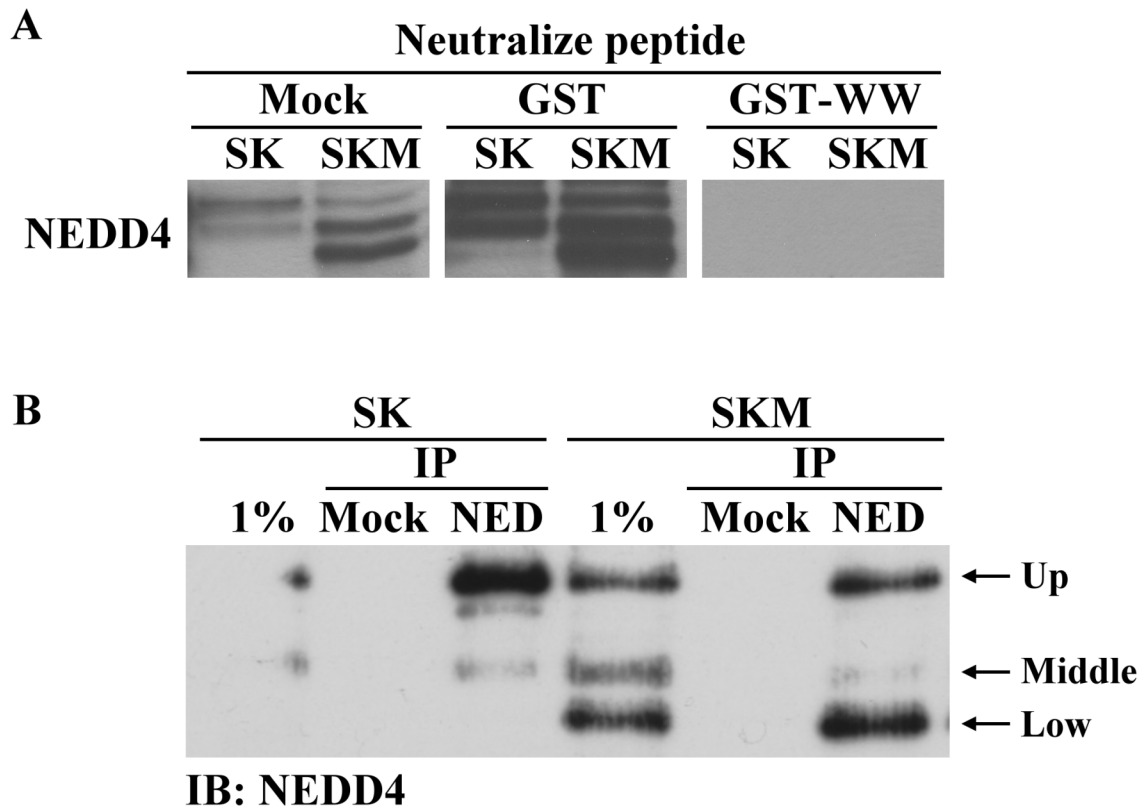 A
Neutralize peptide
Mock GST GST-WW
SK SKM SK SKM SK SKM
NEDD4
B
SK SKM
IP IP
1% Mock NED 1% Mock NED
Up
Middle
Low
IB: NEDD4